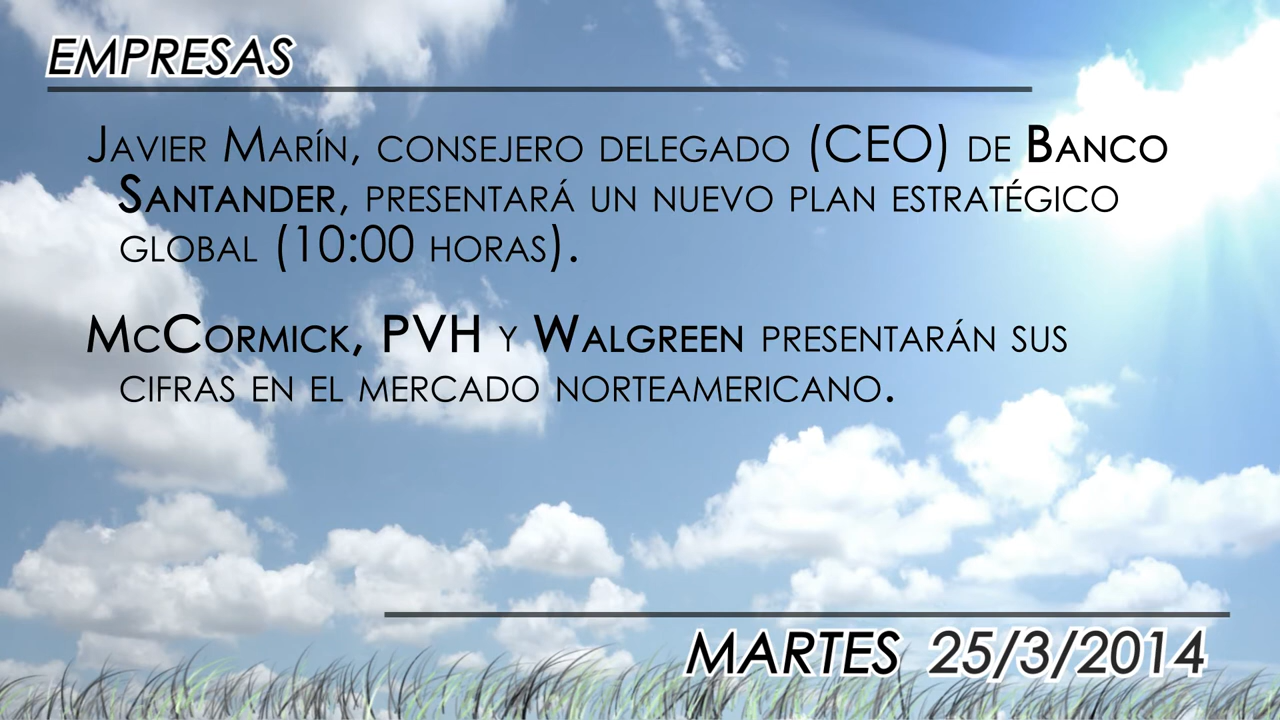 EMPRESAS
Javier Marín, consejero delegado (CEO) de Banco
Santander, presentará un nuevo plan estratégico
global (10:00 horas).
McCormick, PVH y Walgreen presentarán sus
cifras en el mercado norteamericano.
MARTES 25/3/2014